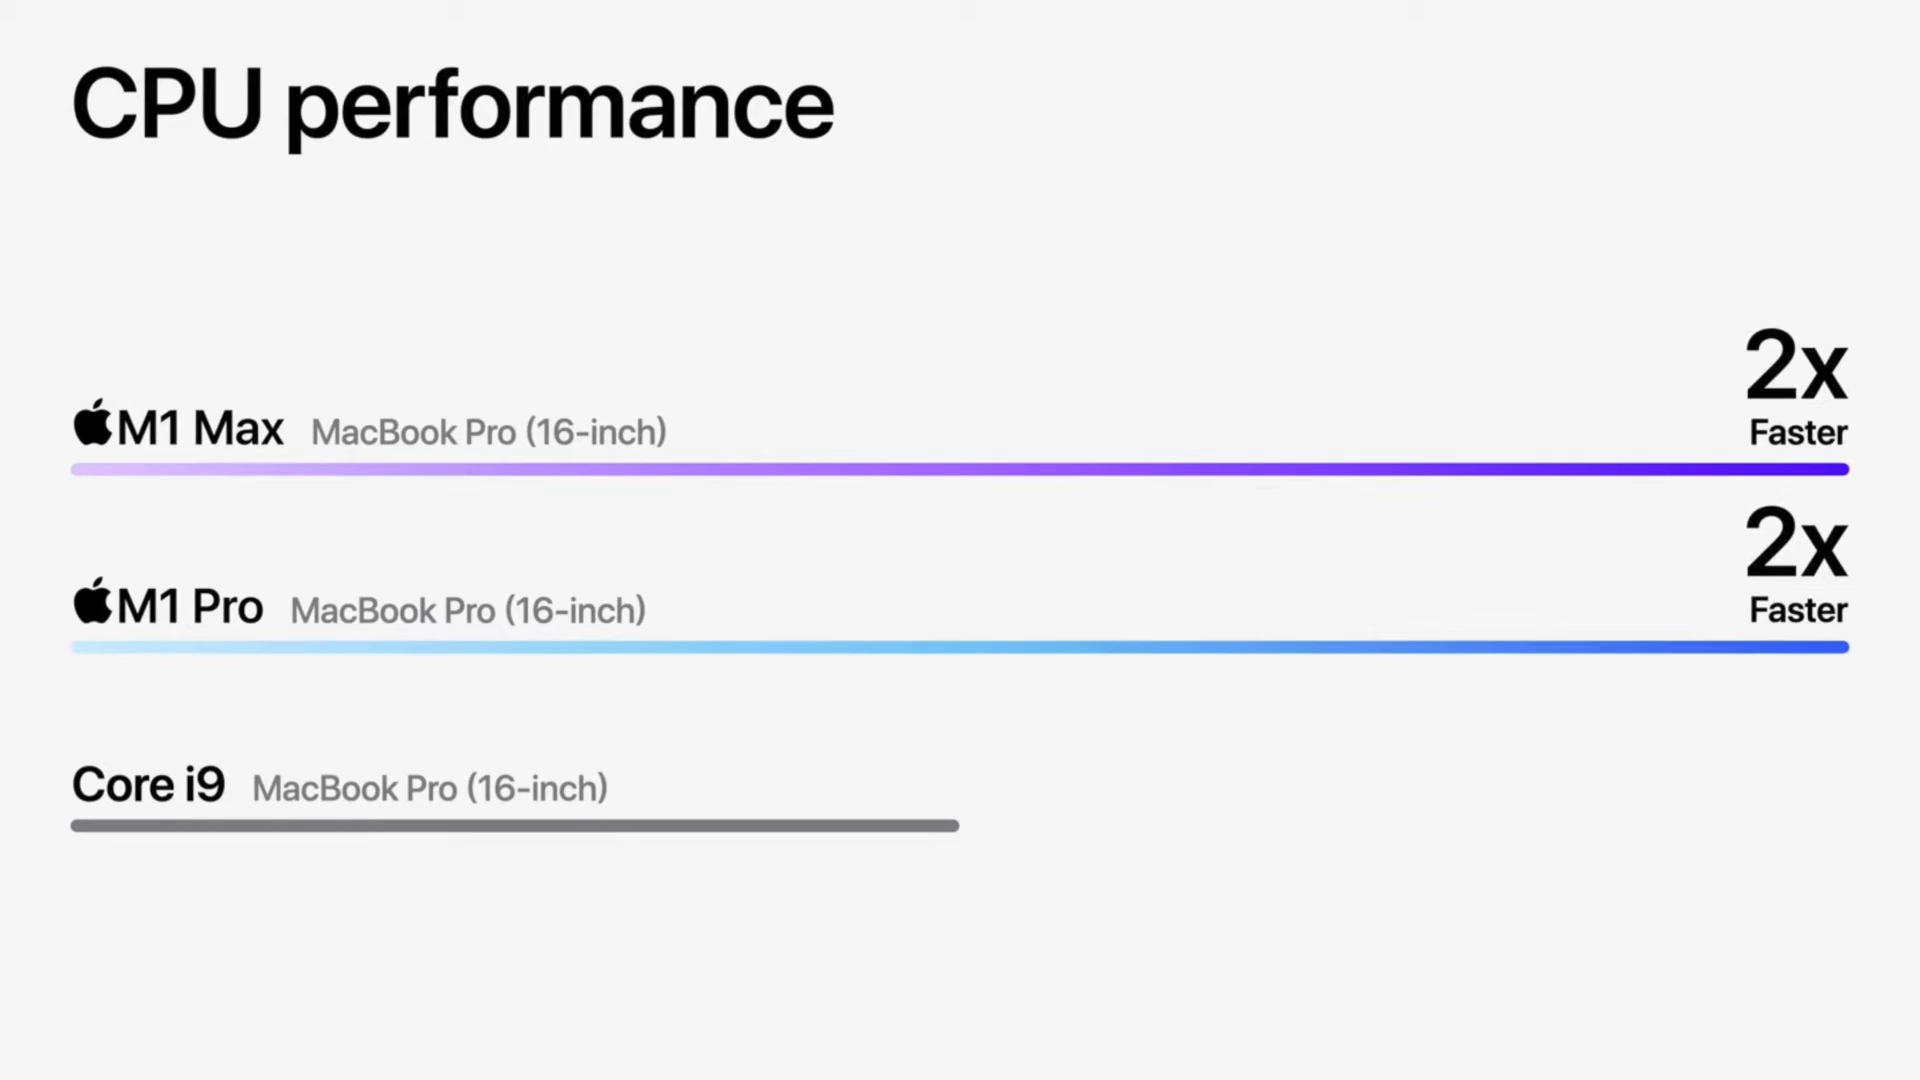 CPU performance
2x
M1 Max MacBook Pro (16-inch)
Faster
2x
M1 Pro MacBook Pro (16-inch)
Faster
Core i9 MacBook Pro (16-inch)